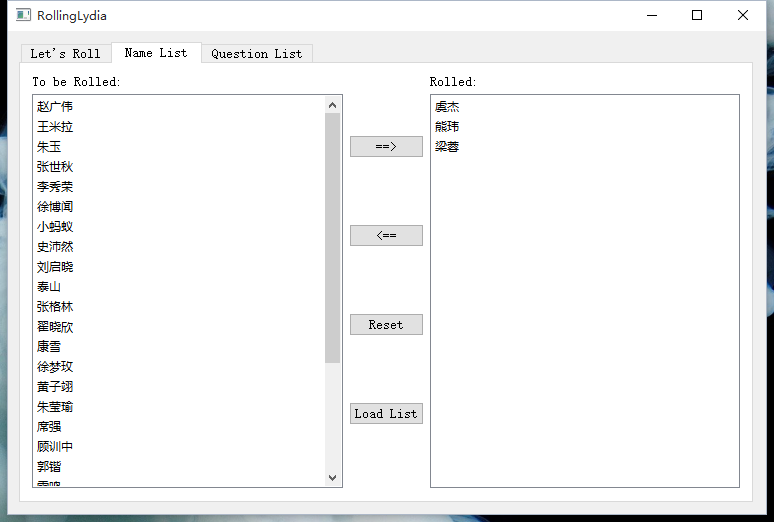 RollingLydia
Let's Roll
Name List
Question List
To be Rolled:
赵广伟
王米拉
朱玉
张世秋
李秀荣
徐博闻
小蚂蚁
史沛然
刘启晓
泰山
张格林
翟晓欣
康雪
徐梦玫
黄子翊
朱莹瑜
席强
顾训中
郭锴
==>
<==
Reset
Load List
Rolled:
虞杰
熊玮
梁蓉